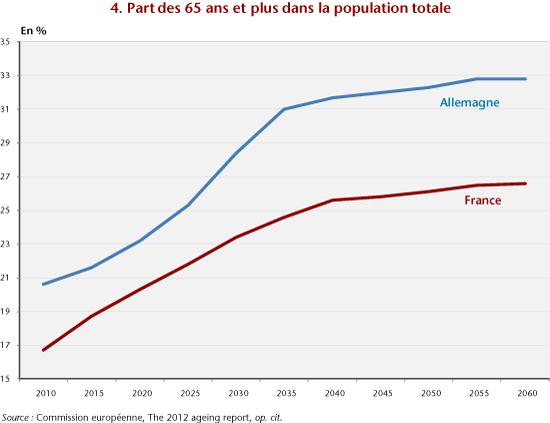 4. Part des 65 ans et plus dans la population totale
En %
35
33
31
29
27
25
23
21
19
17
15
Allemagne
France
2010 2015 2020 2025 2030 2035 2040 2045 2050 2055 2060
Source : Commission européenne, The 2012 ageing report, op. cit.